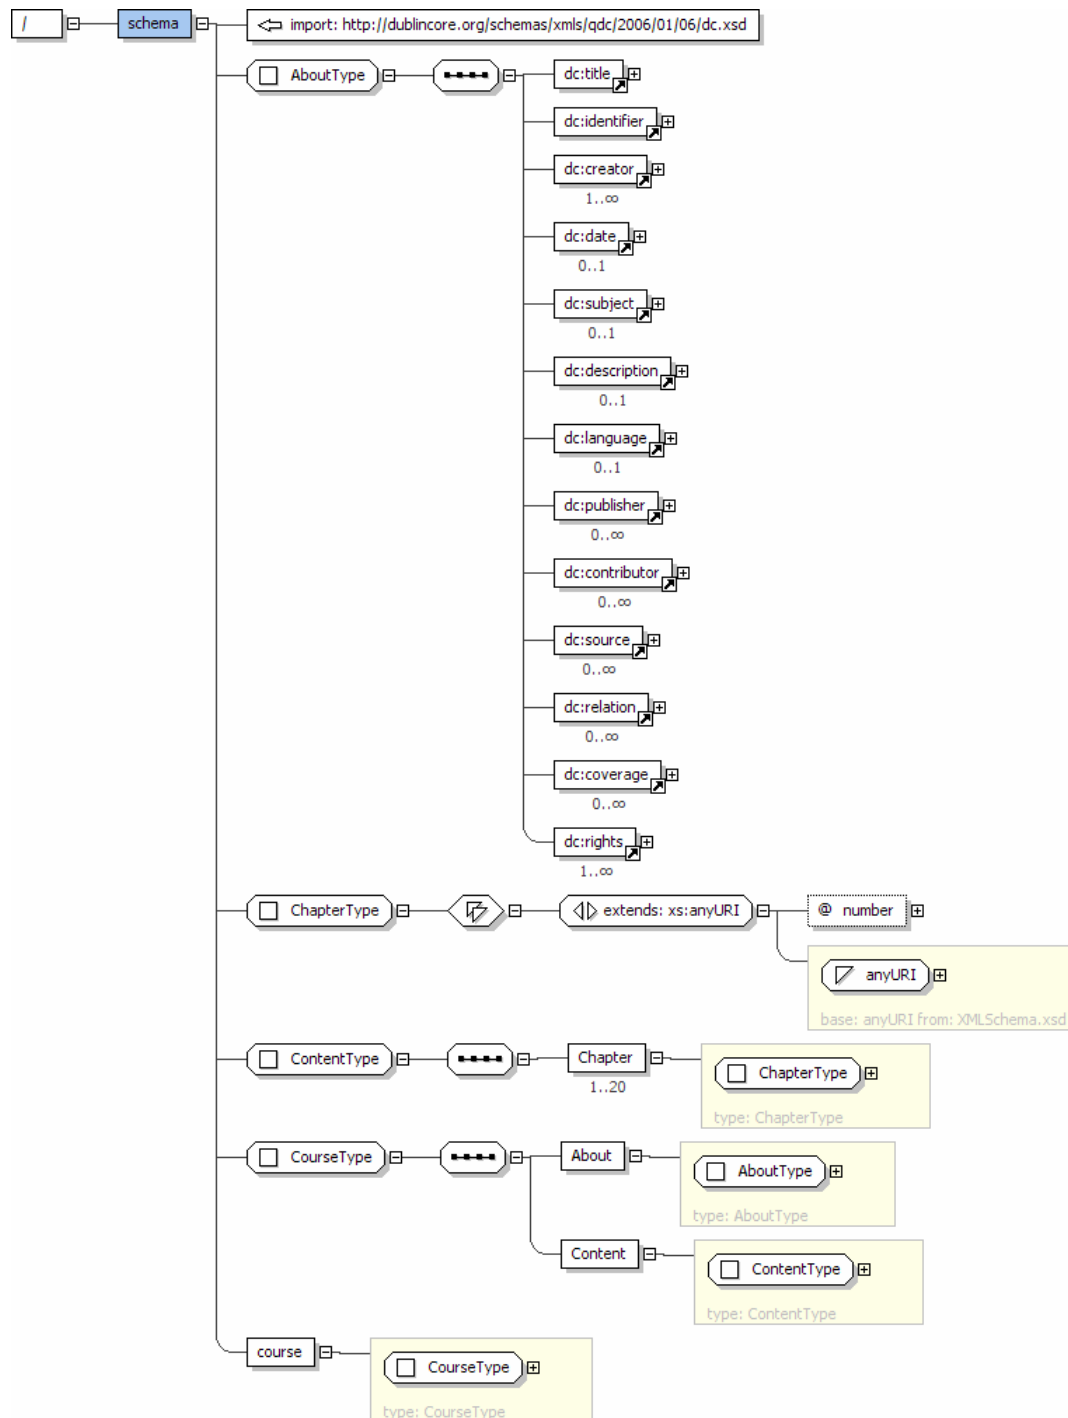 /
schema
import: http://dublincore.org/schemas/xmls/qdc/2006/01/06/dc.xsd
AboutType
dc:title
dc:identifier
dc:creator
1..∞
dc:date
0..1
dc:subject
0..1
dc:description
0..1
dc:language
0..1
dc:publisher
0..∞
dc:contributor
0..∞
dc:source
0..∞
dc:relation
0..∞
dc:coverage
0..∞
dc:rights
1..∞
ChapterType
extends: xs:anyURI
@ number
anyURI
base: anyURI from: XMLSchema.xsd
ContentType
Chapter
1..20
ChapterType
type: ChapterType
CourseType
About
AboutType
type: AboutType
Content
ContentType
type: ContentType
course
CourseType
type: CourseType